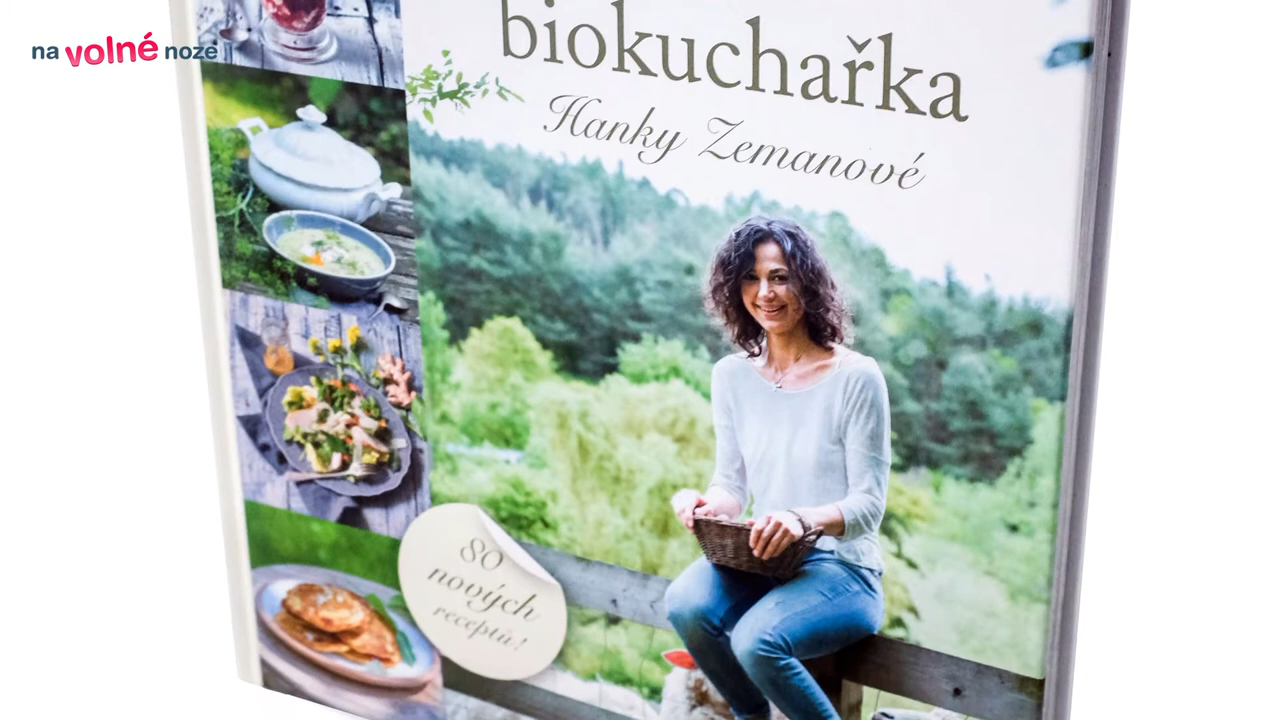 na volné noze
biokuchařka
Hanky Zemanové
80
nových
receptů!